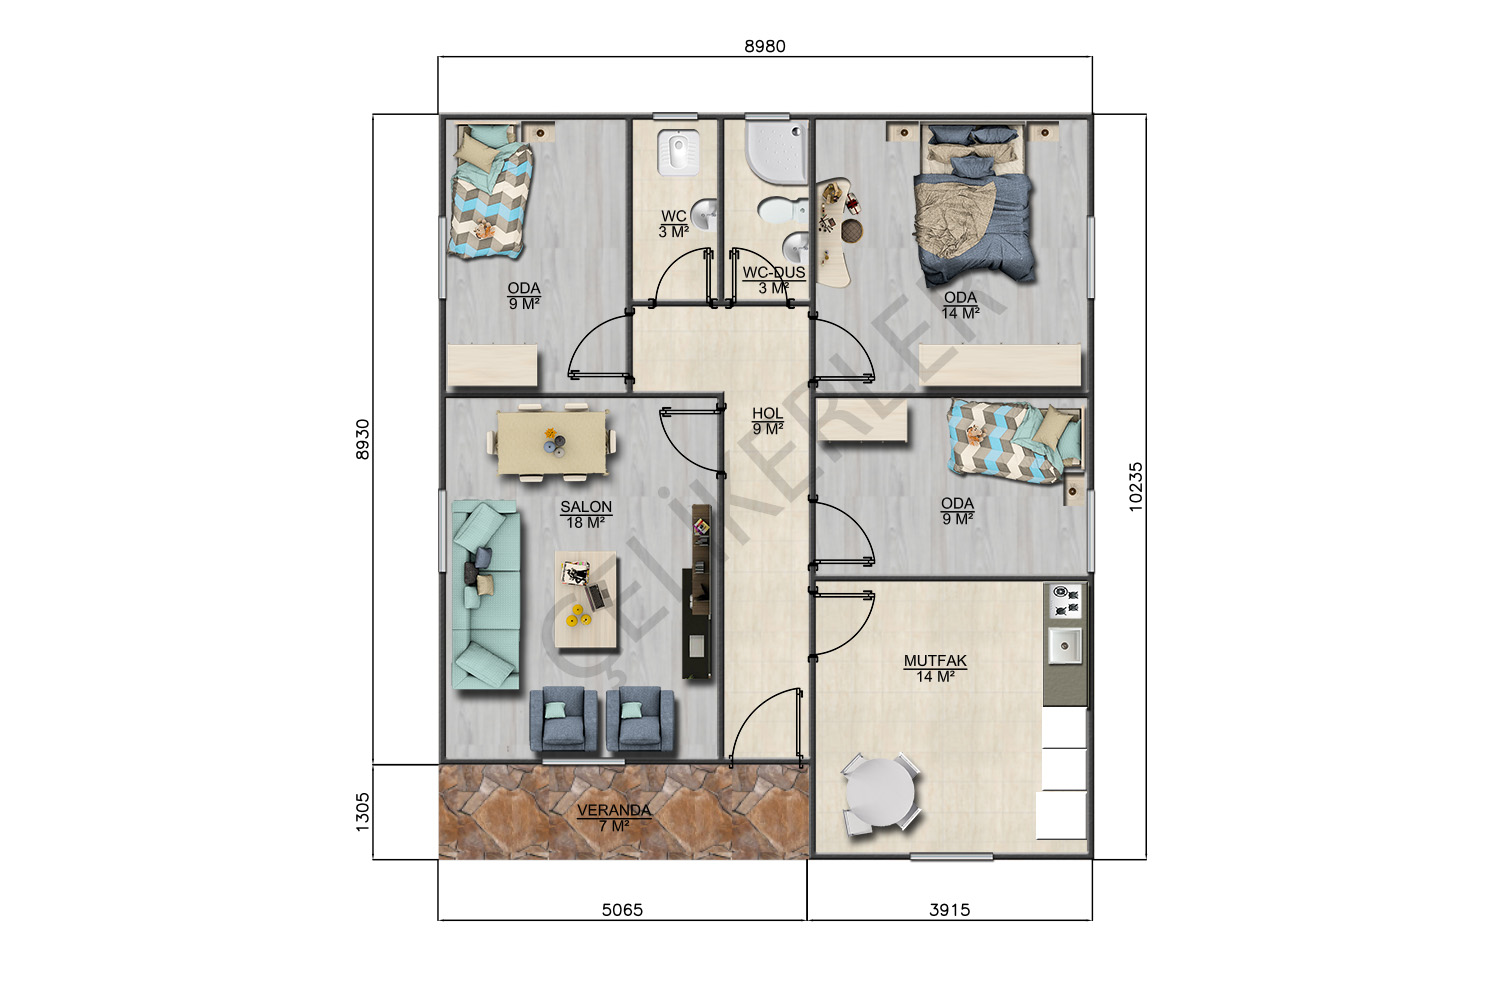 8980
WC
3 M²
WC-DUS
3 M²
ODA
9 M²
ODA
14 M²
HOL
9 M²
8930
10235
SALON
18 M²
ODA
9 M²
ÇELİKERLER
MUTFAK
14 M²
1305
VERANDA
7 M²
5065
3915